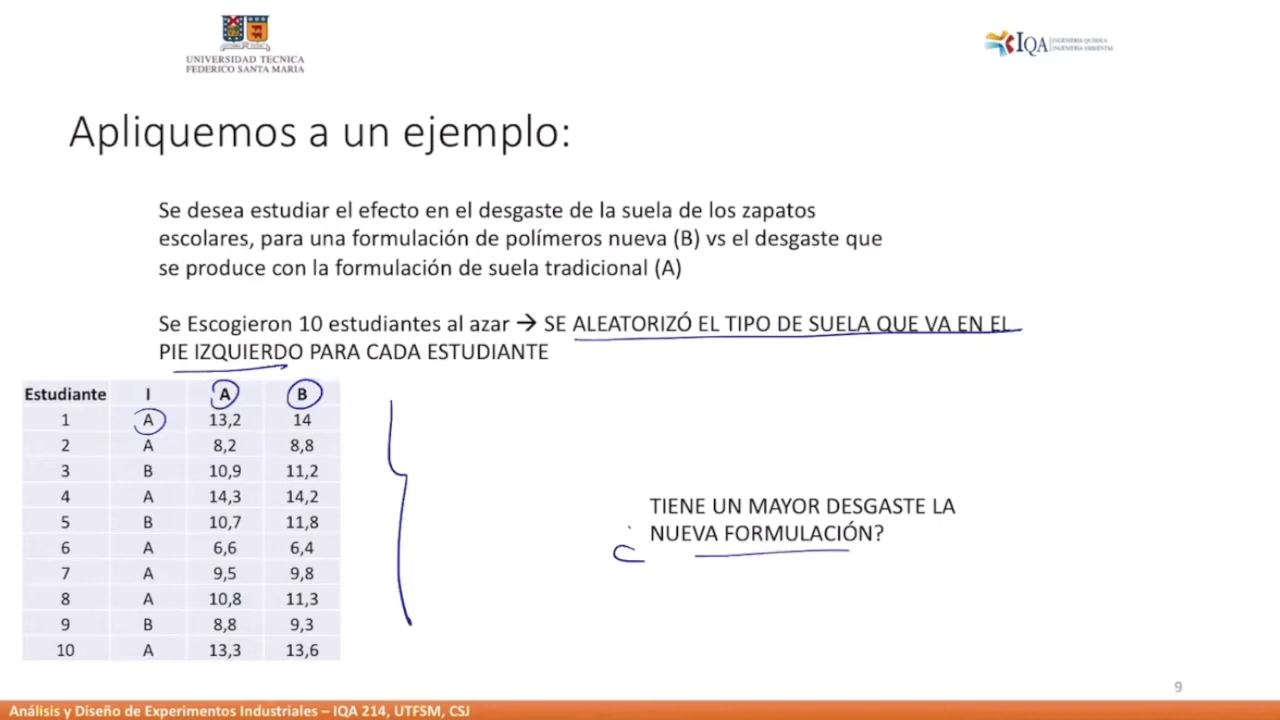 UNIVERSIDAD TECNICA
FEDERICO SANTA MARIA
IQA
INGENIERÍA QUÍMICA
INGENIERÍA AMBIENTAL
Apliquemos a un ejemplo:
Se desea estudiar el efecto en el desgaste de la suela de los zapatos
escolares, para una formulación de polímeros nueva (B) vs el desgaste que
se produce con la formulación de suela tradicional (A)
Se Escogieron 10 estudiantes al azar → SE ALEATORIZÓ EL TIPO DE SUELA QUE VA EN EL
PIE IZQUIERDO PARA CADA ESTUDIANTE
Estudiante I A B
1 A 13,2 14
2 A 8,2 8,8
3 B 10,9 11,2
4 A 14,3 14,2
5 B 10,7 11,8
6 A 6,6 6,4
7 A 9,5 9,8
8 A 10,8 11,3
9 B 8,8 9,3
10 A 13,3 13,6
TIENE UN MAYOR DESGASTE LA
¿ NUEVA FORMULACIÓN?
9
Análisis y Diseño de Experimentos Industriales – IQA 214, UTFSM, CSJ